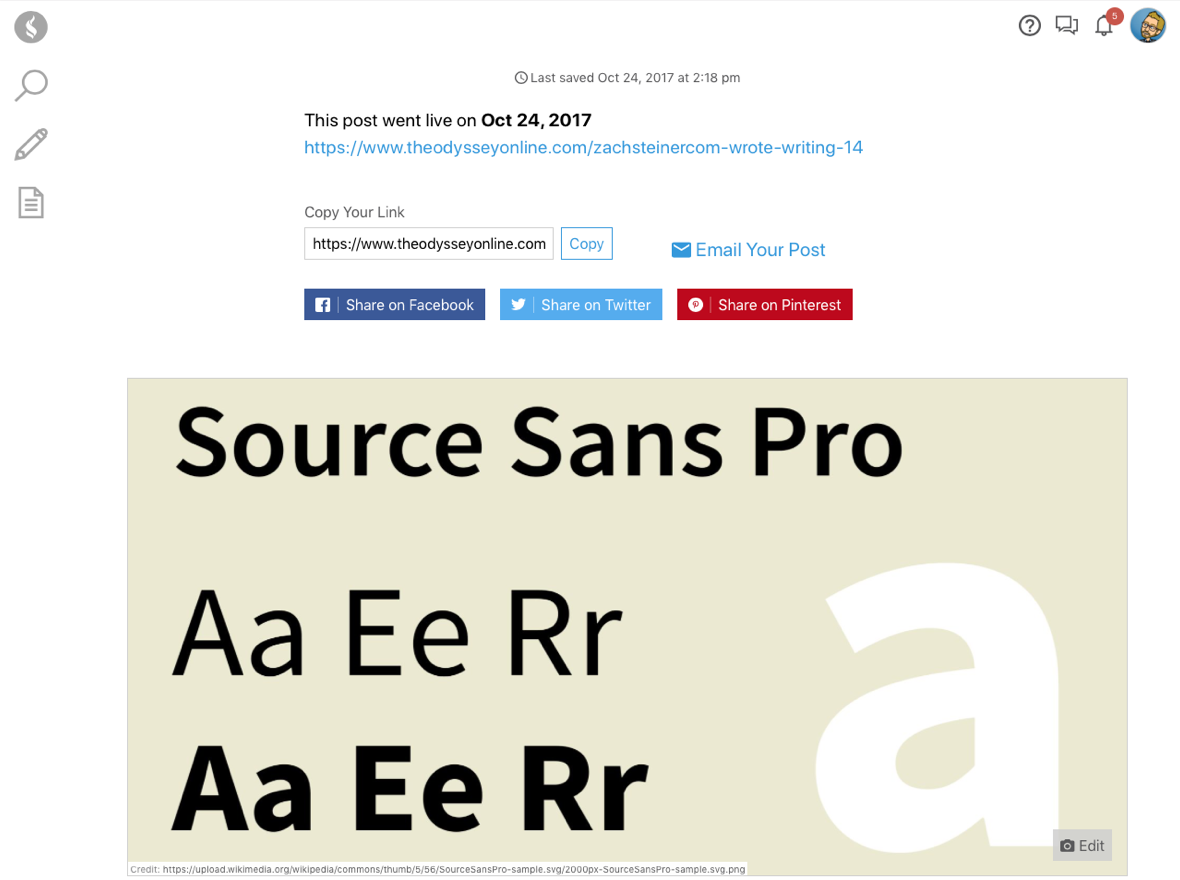 5
Last saved Oct 24, 2017 at 2:18 pm
This post went live on Oct 24, 2017
https://www.theodysseyonline.com/zachsteinercom-wrote-writing-14
Copy Your Link
https://www.theodysseyonline.com Copy Email Your Post
Share on Facebook Share on Twitter Share on Pinterest
Source Sans Pro
Aa Ee Rr
a
Aa Ee Rr
Edit
Credit: https://upload.wikimedia.org/wikipedia/commons/thumb/5/56/SourceSansPro-sample.svg/2000px-SourceSansPro-sample.svg.png